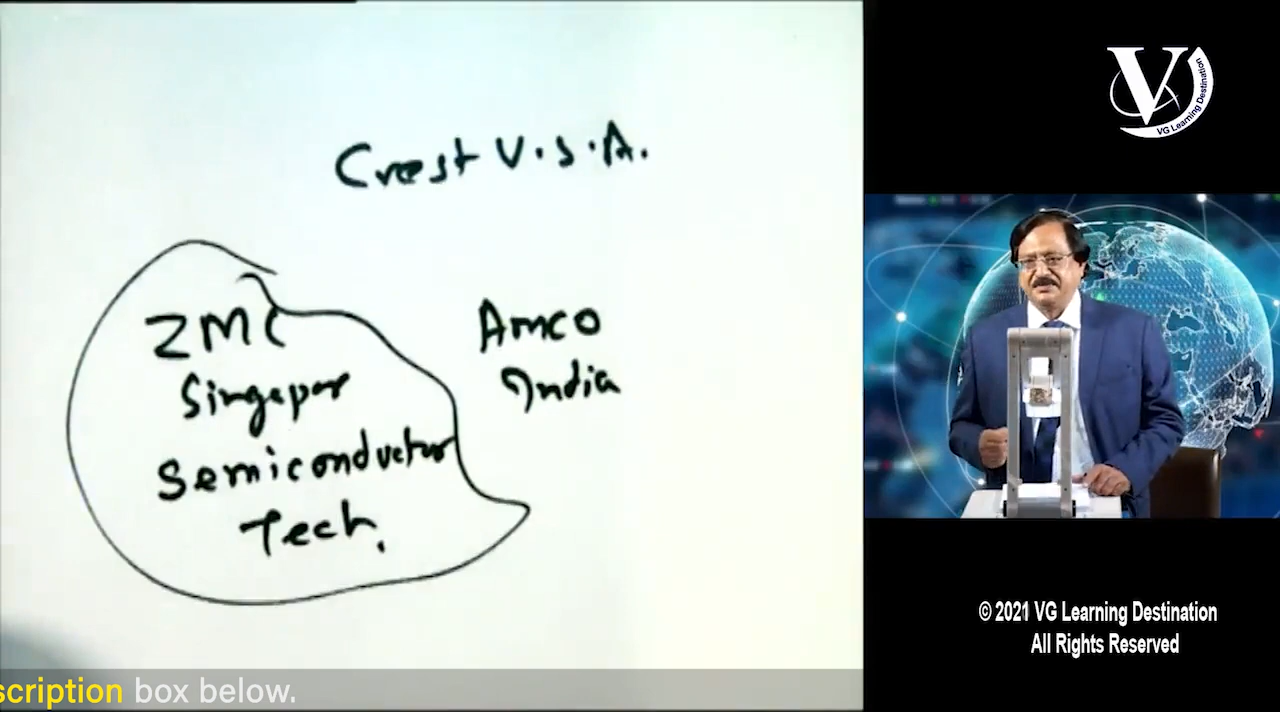 Crest U.S.A.
ZMC
Singapor
Semiconductor
Tech.
Amco
India
V
VG Learning Destination
© 2021 VG Learning Destination
All Rights Reserved
scription box below.